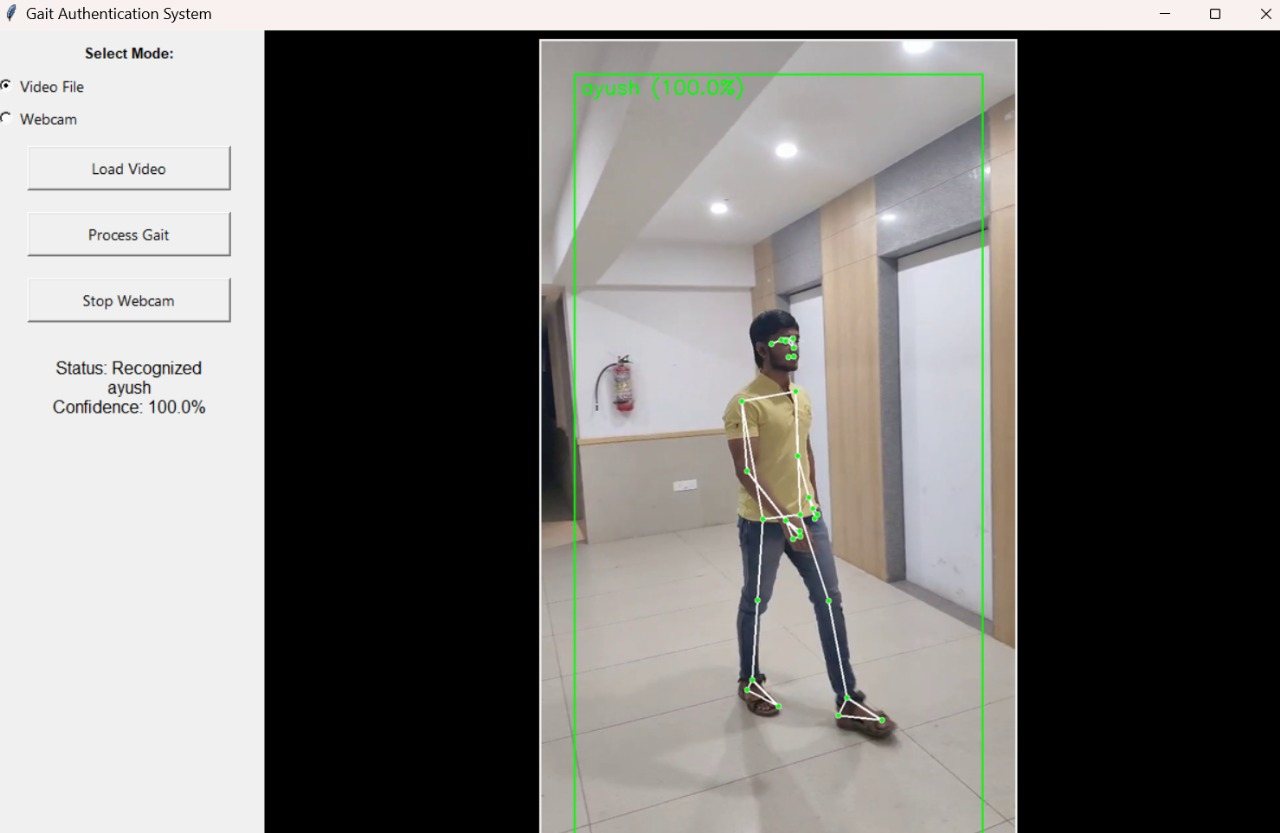 Gait Authentication System
Select Mode:
Video File
Webcam
Load Video
Process Gait
Stop Webcam
Status: Recognized
ayush
Confidence: 100.0%
ayush (100.0%)